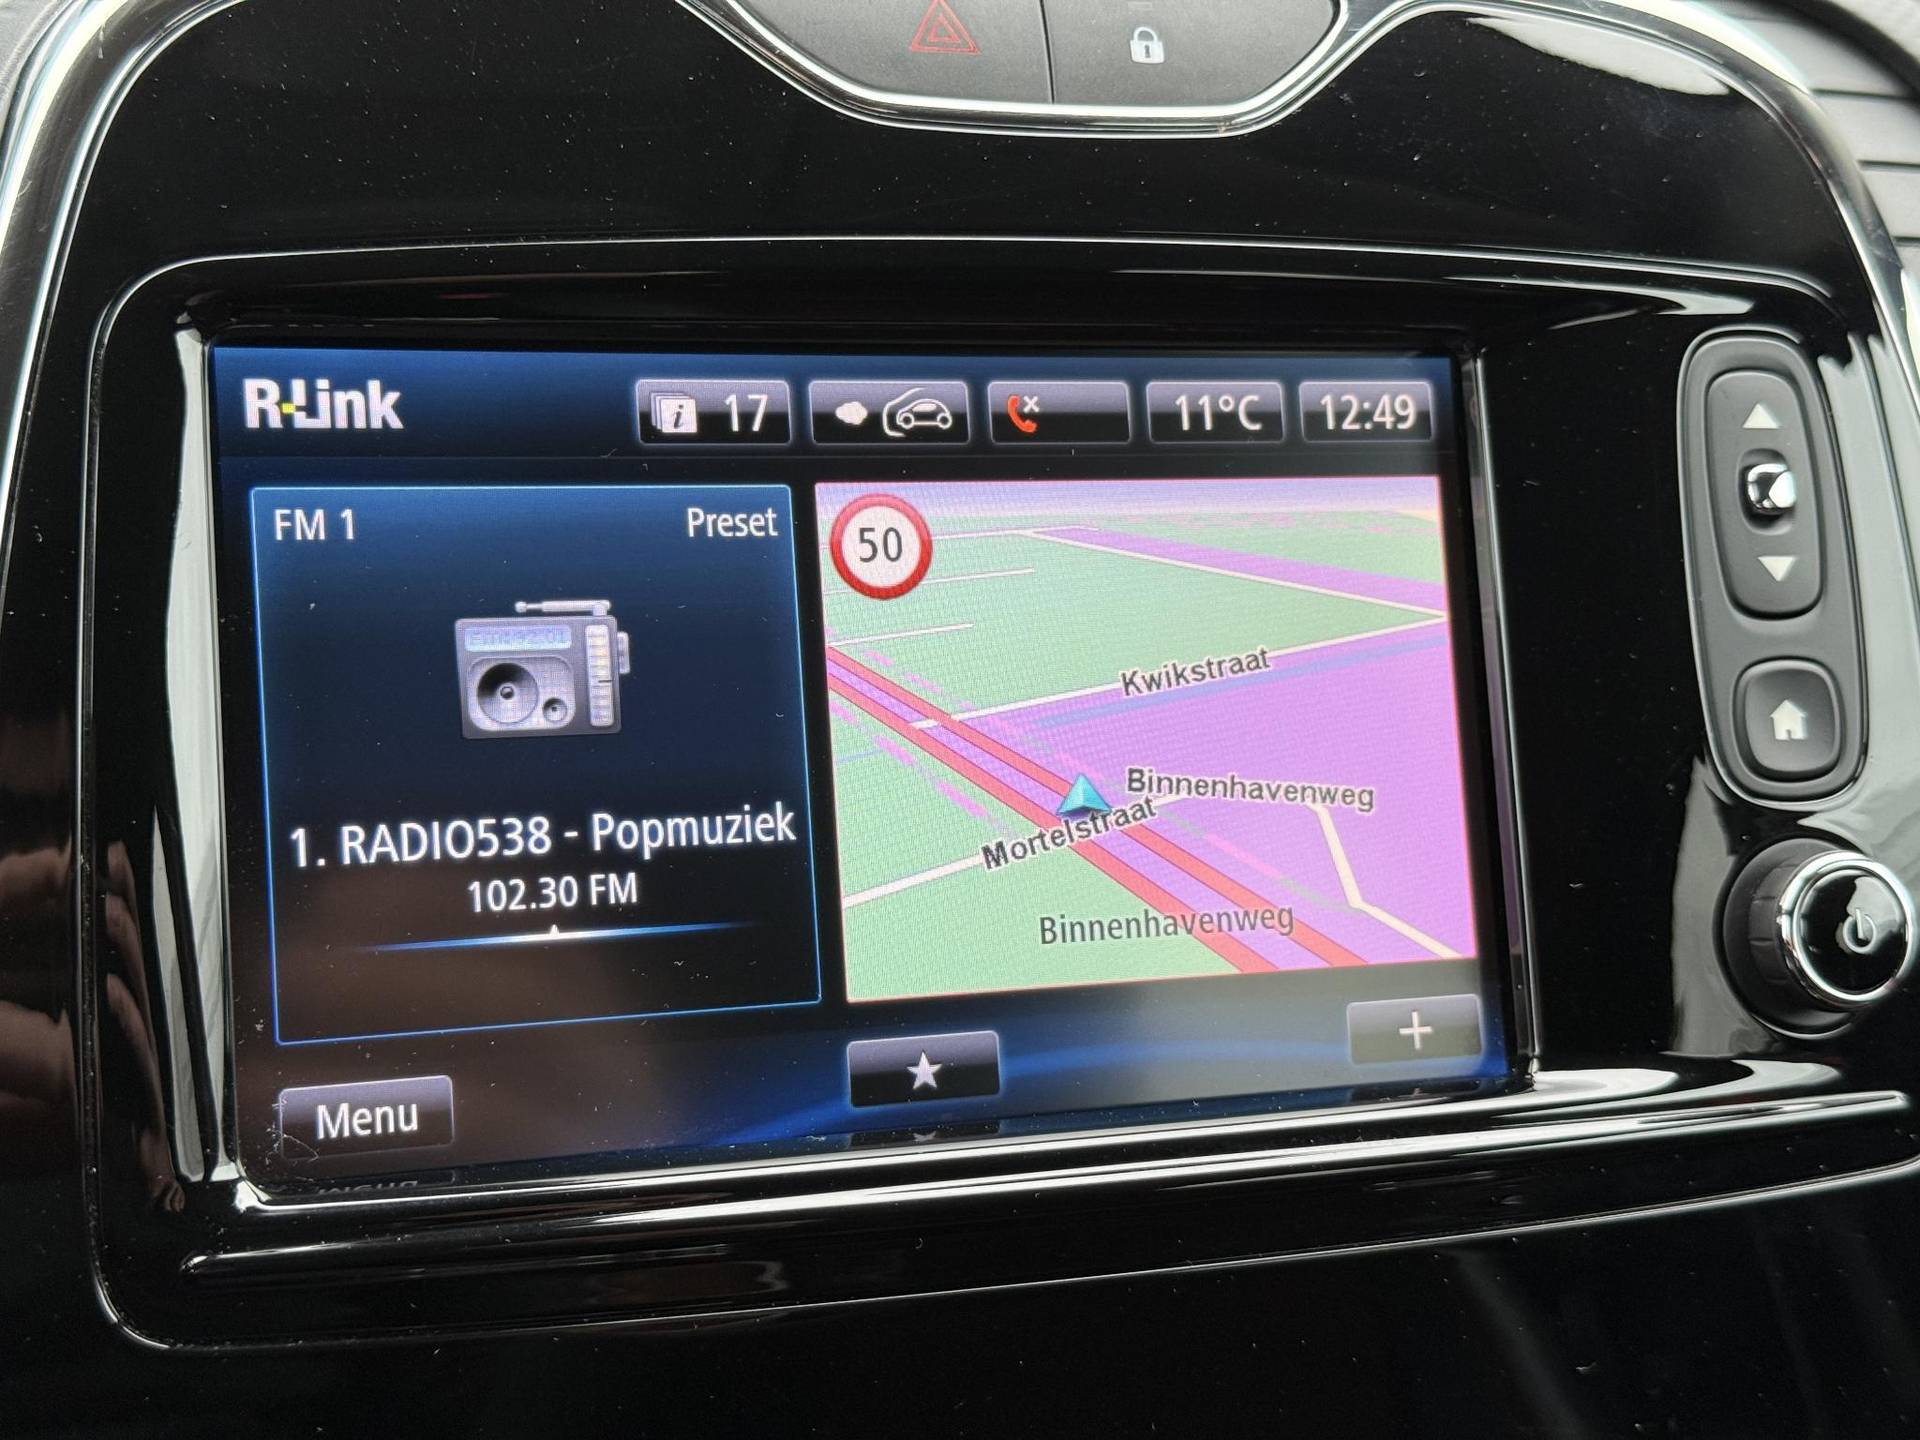 R-Link
17
11°C
12:49
FM 1
Preset
50
1. RADIO538 - Popmuziek
102.30 FM
Kwikstraat
Binnenhavenweg
Mortelstraat
Binnenhavenweg
Menu